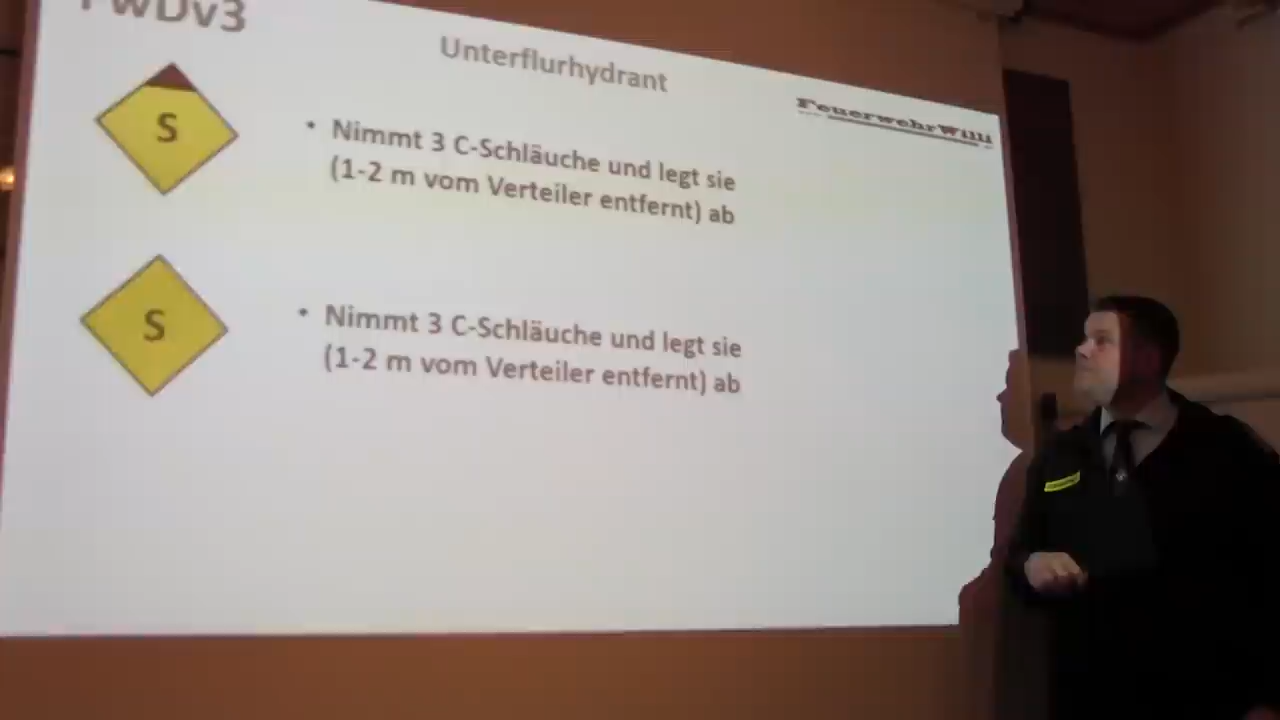 FwDv3
Unterflurhydrant
FeuerwehrWilli
S
• Nimmt 3 C-Schläuche und legt sie
(1-2 m vom Verteiler entfernt) ab
S
• Nimmt 3 C-Schläuche und legt sie
(1-2 m vom Verteiler entfernt) ab